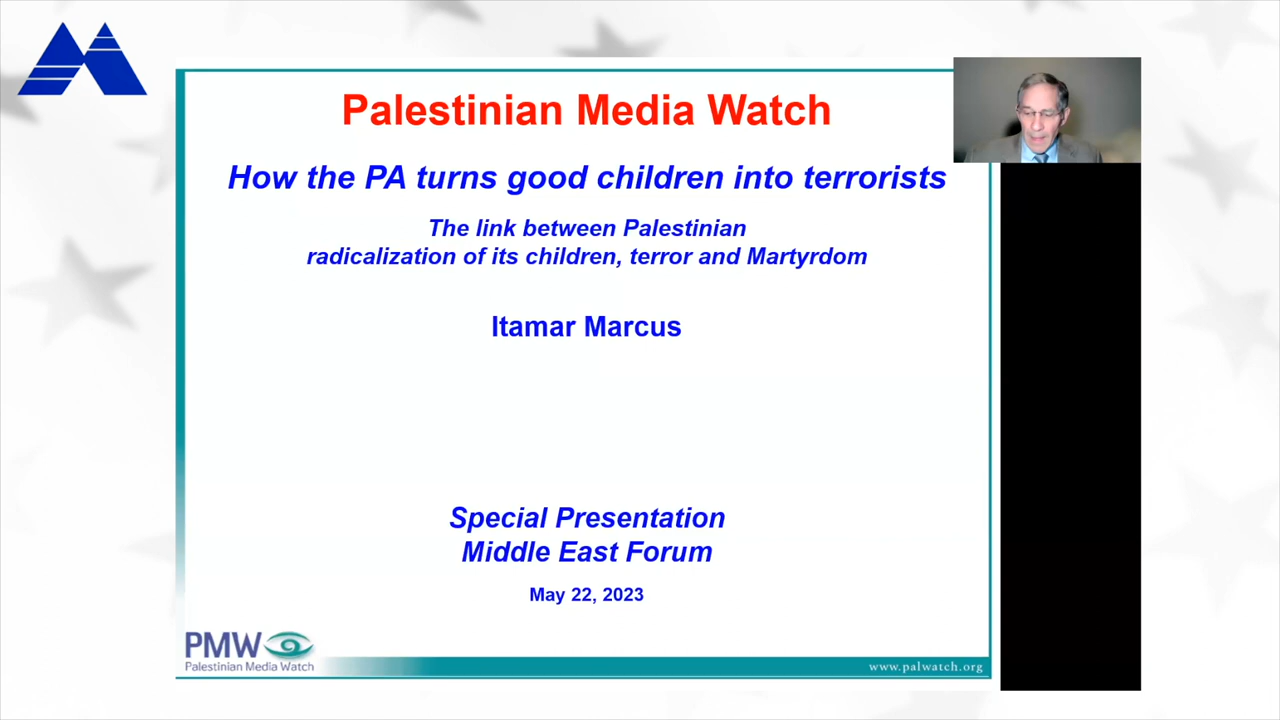 Palestinian Media Watch
How the PA turns good children into terrorists
The link between Palestinian
radicalization of its children, terror and Martyrdom
Itamar Marcus
Special Presentation
Middle East Forum
May 22, 2023
PMW
Palestinian Media Watch
www.palwatch.org